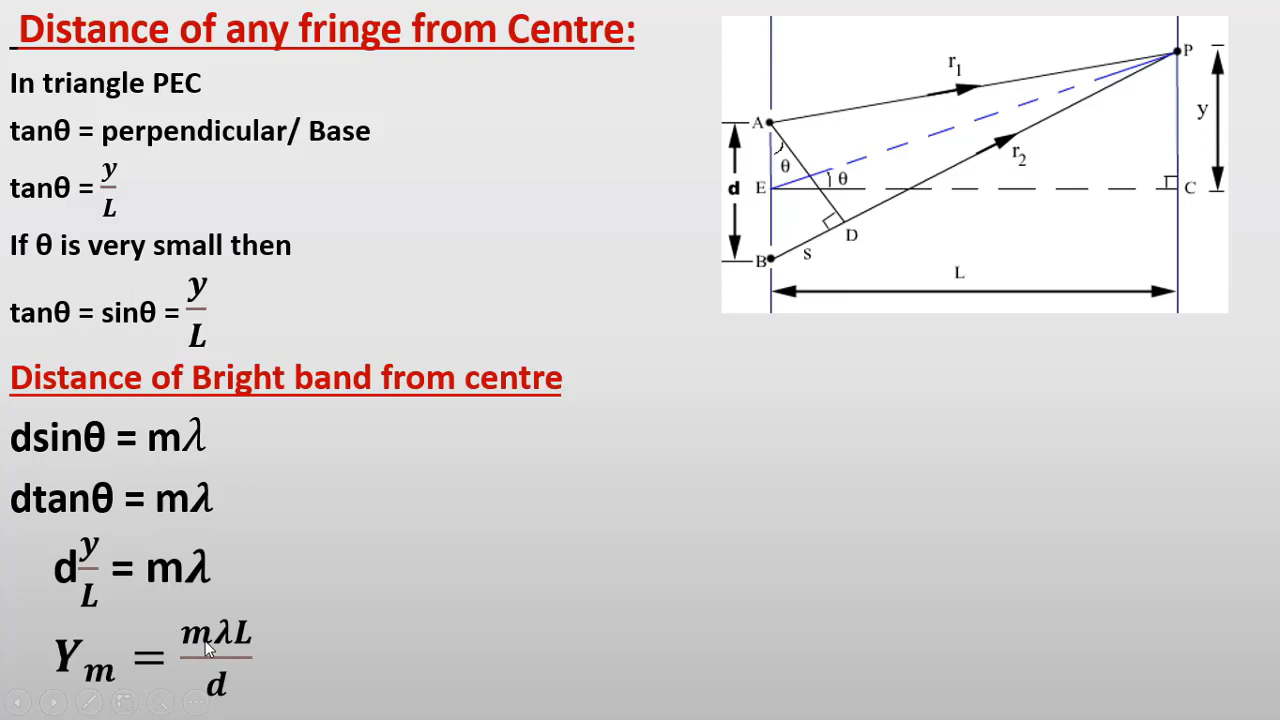 Distance of any fringe from Centre:
In triangle PEC
tanθ = perpendicular/ Base
tanθ = y/L
If θ is very small then
tanθ = sinθ = y/L
Distance of Bright band from centre
dsinθ = mλ
dtanθ = mλ
d y/L = mλ
Yₘ = mλL/d
P
r₁
y
A
θ
r₂
d
E
θ
C
D
B
S
L